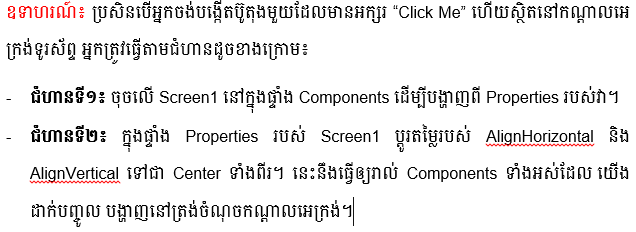 ឧទាហរណ៍៖ ប្រសិនបើអ្នកចង់បង្កើតប៊ូតុងមួយដែលមានអក្សរ “Click Me” ហើយស្ថិតនៅកណ្ដាលអេ
ក្រង់ទូរស័ព្ទ អ្នកត្រូវធ្វើតាមជំហានដូចខាងក្រោម៖
- ជំហានទី១៖ ចុចលើ Screen1 នៅក្នុងផ្ទាំង Components ដើម្បីបង្ហាញពី Properties របស់វា។
- ជំហានទី២៖ ក្នុងផ្ទាំង Properties របស់ Screen1 ប្ដូរតម្លៃរបស់ AlignHorizontal និង
AlignVertical ទៅជា Center ទាំងពីរ។ នេះនឹងធ្វើឲ្យរាល់ Components ទាំងអស់ដែល យើង
ដាក់បញ្ចូល បង្ហាញនៅត្រង់ចំណុចកណ្ដាលអេក្រង់។